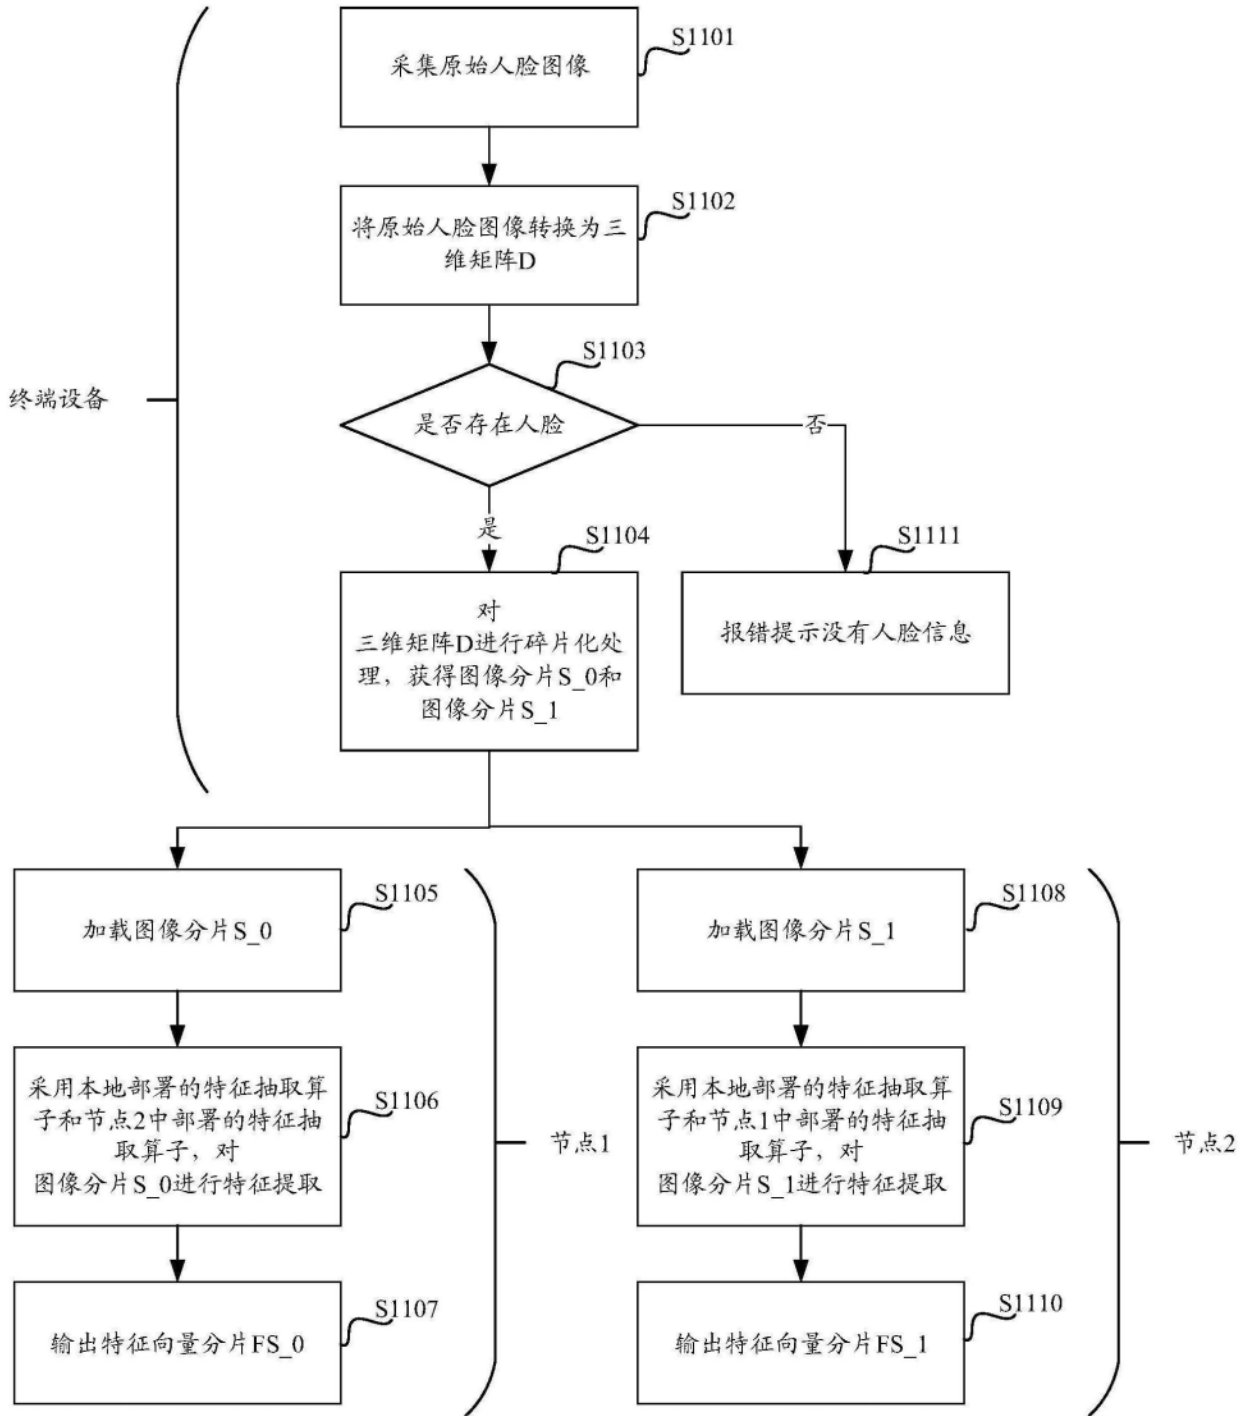 S1101
采集原始人脸图像
S1102
将原始人脸图像转换为三
维矩阵D
S1103
终端设备
是否存在人脸
否
是
S1104
S1111
对
三维矩阵D进行碎片化处
理，获得图像分片S_0和
图像分片S_1
报错提示没有人脸信息
S1105
加载图像分片S_0
S1108
加载图像分片S_1
采用本地部署的特征抽取算
子和节点2中部署的特征抽
取算子，对
图像分片S_0进行特征提取
S1106
节点1
采用本地部署的特征抽取算
子和节点1中部署的特征抽
取算子，对
图像分片S_1进行特征提取
S1109
节点2
S1107
输出特征向量分片FS_0
S1110
输出特征向量分片FS_1